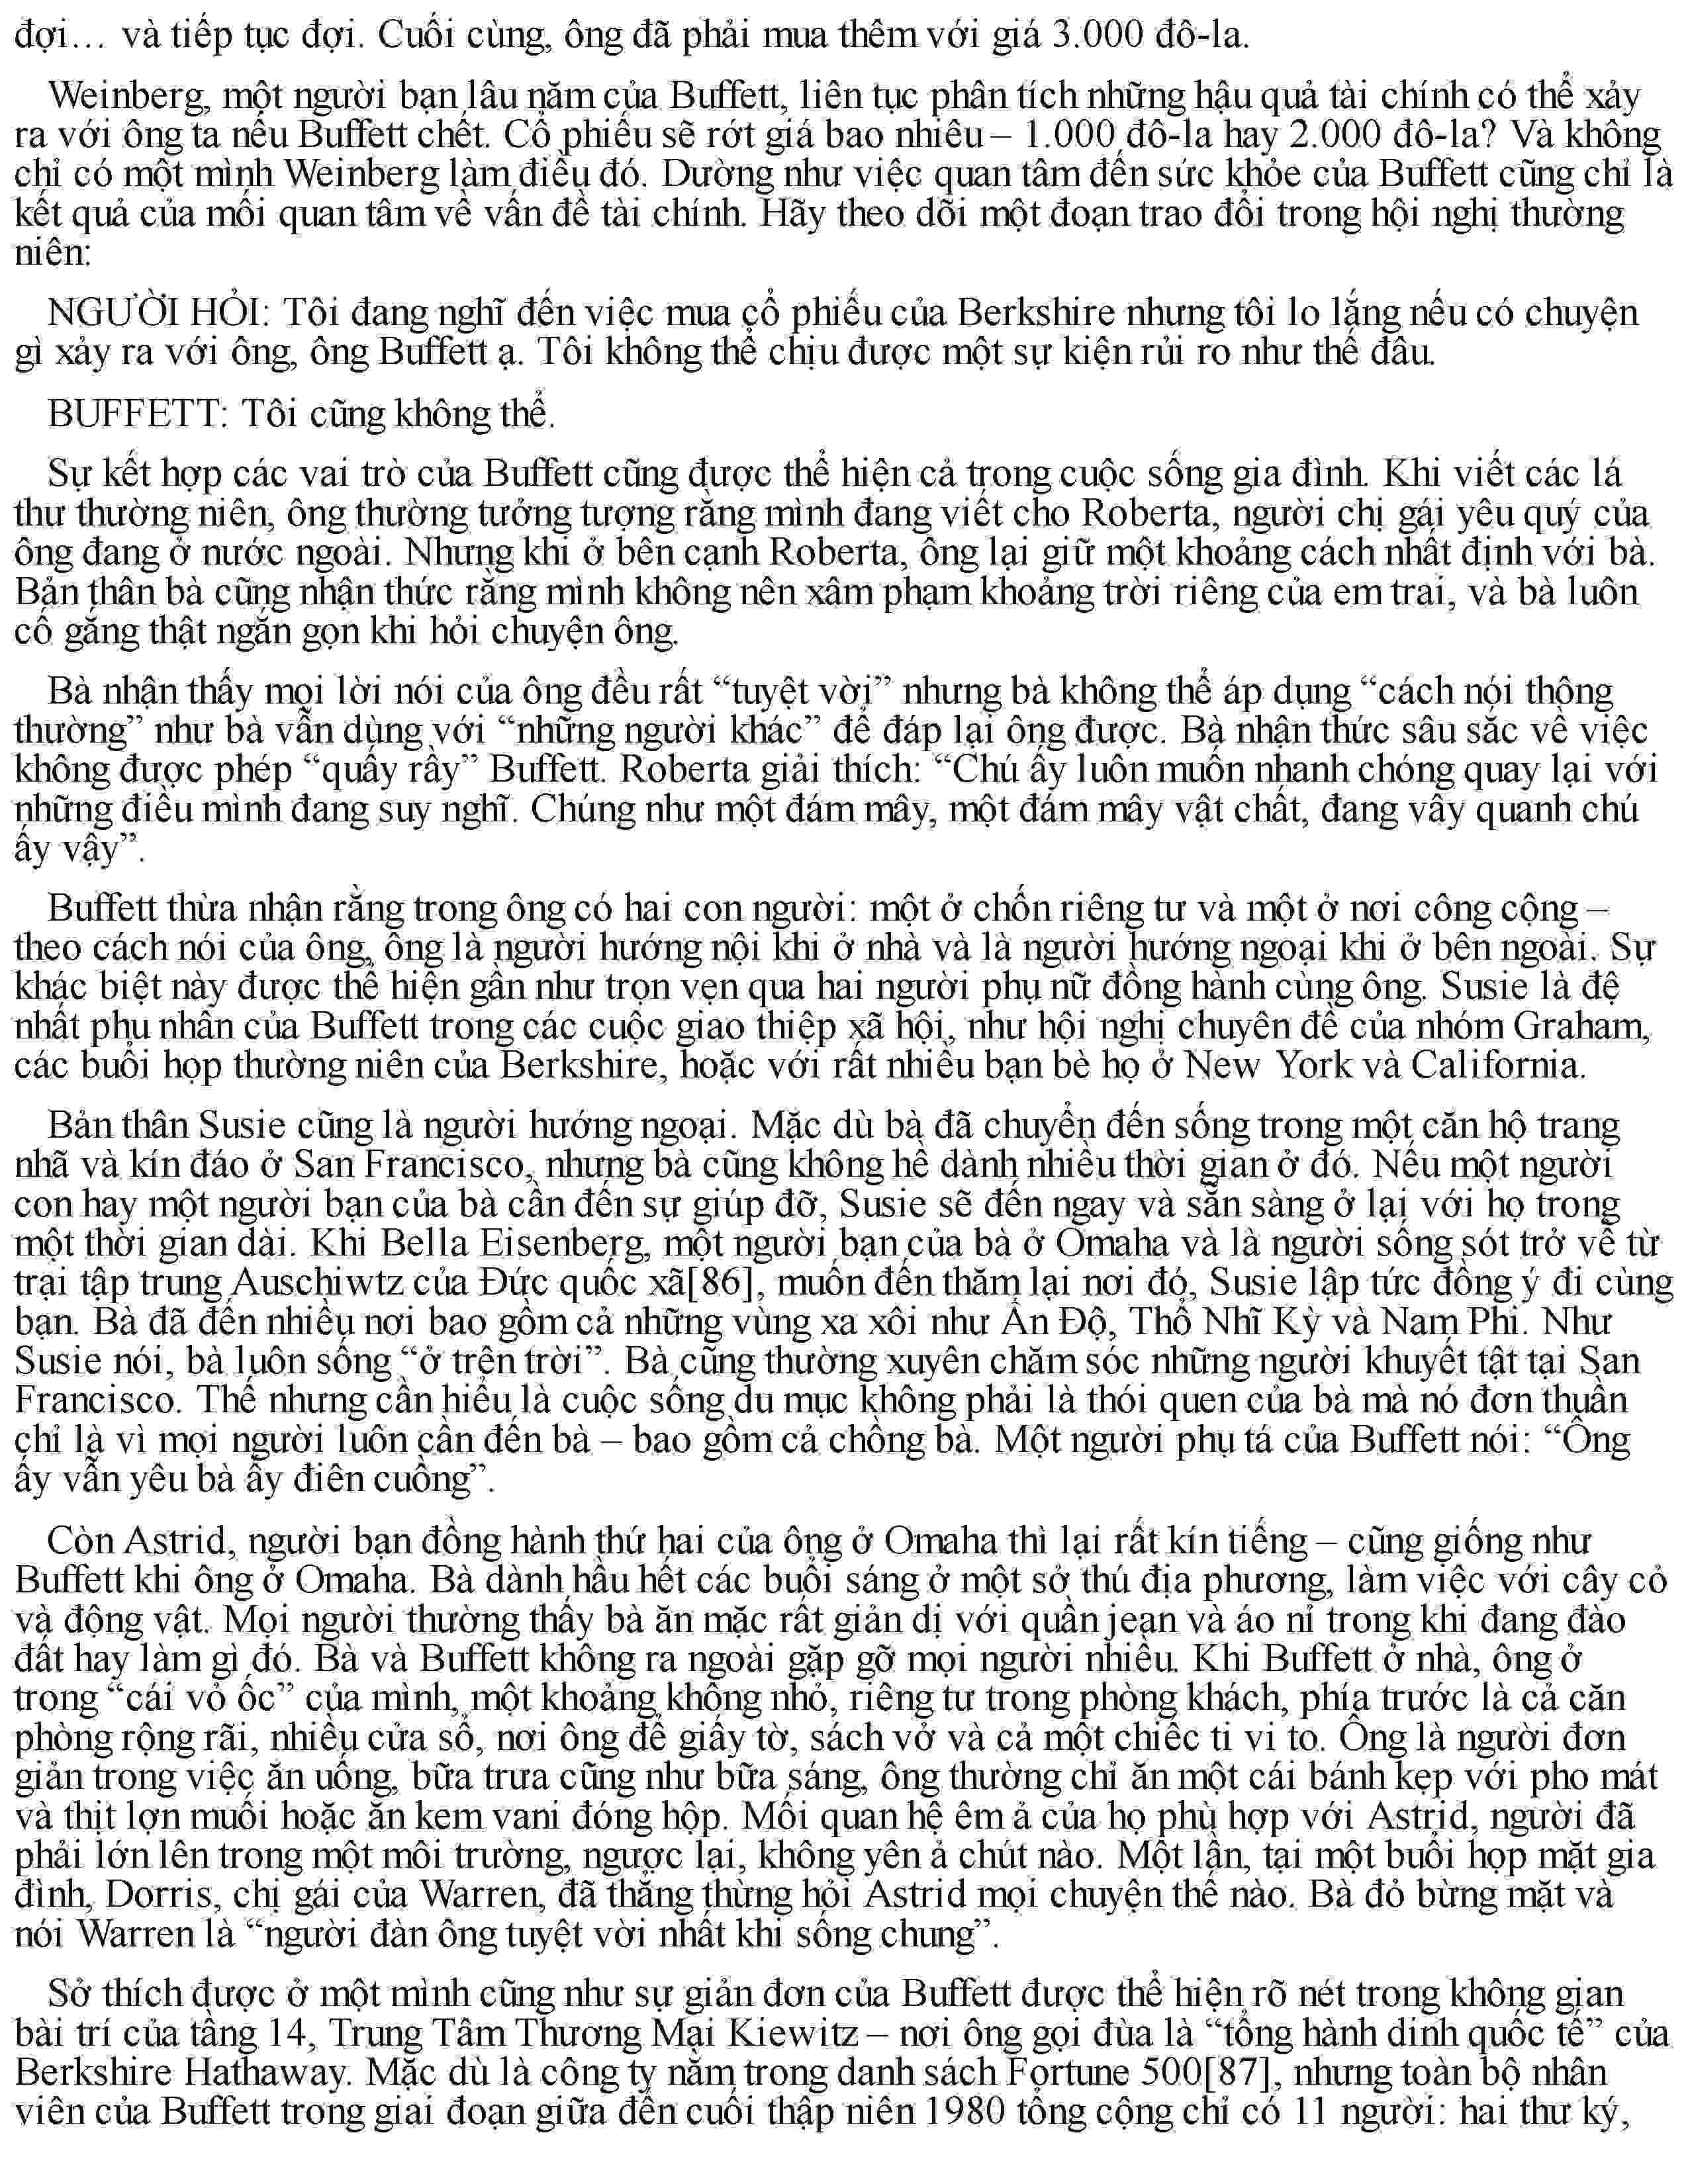 đợi… và tiếp tục đợi. Cuối cùng, ông đã phải mua thêm với giá 3.000 đô-la.
Weinberg, một người bạn lâu năm của Buffett, liên tục phân tích những hậu quả tài chính có thể xảy
ra với ông ta nếu Buffett chết. Cổ phiếu sẽ rớt giá bao nhiêu – 1.000 đô-la hay 2.000 đô-la? Và không
chỉ có một mình Weinberg làm điều đó. Dường như việc quan tâm đến sức khỏe của Buffett cũng chỉ là
kết quả của mối quan tâm về vấn đề tài chính. Hãy theo dõi một đoạn trao đổi trong hội nghị thường
niên:
NGƯỜI HỎI: Tôi đang nghĩ đến việc mua cổ phiếu của Berkshire nhưng tôi lo lắng nếu có chuyện
gì xảy ra với ông, ông Buffett ạ. Tôi không thể chịu được một sự kiện rủi ro như thế đâu.
BUFFETT: Tôi cũng không thể.
Sự kết hợp các vai trò của Buffett cũng được thể hiện cả trong cuộc sống gia đình. Khi viết các lá
thư thường niên, ông thường tưởng tượng rằng mình đang viết cho Roberta, người chị gái yêu quý của
ông đang ở nước ngoài. Nhưng khi ở bên cạnh Roberta, ông lại giữ một khoảng cách nhất định với bà.
Bản thân bà cũng nhận thức rằng mình không nên xâm phạm khoảng trời riêng của em trai, và bà luôn
cố gắng thật ngắn gọn khi hỏi chuyện ông.
Bà nhận thấy mọi lời nói của ông đều rất “tuyệt vời” nhưng bà không thể áp dụng “cách nói thông
thường” như bà vẫn dùng với “những người khác” để đáp lại ông được. Bà nhận thức sâu sắc về việc
không được phép “quấy rầy” Buffett. Roberta giải thích: “Chú ấy luôn muốn nhanh chóng quay lại với
những điều mình đang suy nghĩ. Chúng như một đám mây, một đám mây vật chất, đang vây quanh chú
ấy vậy”.
Buffett thừa nhận rằng trong ông có hai con người: một ở chốn riêng tư và một ở nơi công cộng –
theo cách nói của ông, ông là người hướng nội khi ở nhà và là người hướng ngoại khi ở bên ngoài. Sự
khác biệt này được thể hiện gần như trọn vẹn qua hai người phụ nữ đồng hành cùng ông. Susie là đệ
nhất phu nhân của Buffett trong các cuộc giao thiệp xã hội, như hội nghị chuyên đề của nhóm Graham,
các buổi họp thường niên của Berkshire, hoặc với rất nhiều bạn bè họ ở New York và California.
Bản thân Susie cũng là người hướng ngoại. Mặc dù bà đã chuyển đến sống trong một căn hộ trang
nhã và kín đáo ở San Francisco, nhưng bà cũng không hề dành nhiều thời gian ở đó. Nếu một người
con hay một người bạn của bà cần đến sự giúp đỡ, Susie sẽ đến ngay và sẵn sàng ở lại với họ trong
một thời gian dài. Khi Bella Eisenberg, một người bạn của bà ở Omaha và là người sống sót trở về từ
trại tập trung Auschiwtz của Đức quốc xã[86], muốn đến thăm lại nơi đó, Susie lập tức đồng ý đi cùng
bạn. Bà đã đến nhiều nơi bao gồm cả những vùng xa xôi như Ấn Độ, Thổ Nhĩ Kỳ và Nam Phi. Như
Susie nói, bà luôn sống “ở trên trời”. Bà cũng thường xuyên chăm sóc những người khuyết tật tại San
Francisco. Thế nhưng cần hiểu là cuộc sống du mục không phải là thói quen của bà mà nó đơn thuần
chỉ là vì mọi người luôn cần đến bà – bao gồm cả chồng bà. Một người phụ tá của Buffett nói: “Ông
ấy vẫn yêu bà ấy điên cuồng”.
Còn Astrid, người bạn đồng hành thứ hai của ông ở Omaha thì lại rất kín tiếng – cũng giống như
Buffett khi ông ở Omaha. Bà dành hầu hết các buổi sáng ở một sở thú địa phương, làm việc với cây cỏ
và động vật. Mọi người thường thấy bà ăn mặc rất giản dị với quần jean và áo nỉ trong khi đang đào
đất hay làm gì đó. Bà và Buffett không ra ngoài gặp gỡ mọi người nhiều. Khi Buffett ở nhà, ông ở
trong “cái vỏ ốc” của mình, một khoảng không nhỏ, riêng tư trong phòng khách, phía trước là cả căn
phòng rộng rãi, nhiều cửa sổ, nơi ông để giấy tờ, sách vở và cả một chiếc ti vi to. Ông là người đơn
giản trong việc ăn uống, bữa trưa cũng như bữa sáng, ông thường chỉ ăn một cái bánh kẹp với pho mát
và thịt lợn muối hoặc ăn kem vani đóng hộp. Mối quan hệ êm ả của họ phù hợp với Astrid, người đã
phải lớn lên trong một môi trường, ngược lại, không yên ả chút nào. Một lần, tại một buổi họp mặt gia
đình, Dorris, chị gái của Warren, đã thẳng thừng hỏi Astrid mọi chuyện thế nào. Bà đỏ bừng mặt và
nói Warren là “người đàn ông tuyệt vời nhất khi sống chung”.
Sở thích được ở một mình cũng như sự giản đơn của Buffett được thể hiện rõ nét trong không gian
bài trí của tầng 14, Trung Tâm Thương Mại Kiewitz – nơi ông gọi đùa là “tổng hành dinh quốc tế” của
Berkshire Hathaway. Mặc dù là công ty nằm trong danh sách Fortune 500[87], nhưng toàn bộ nhân
viên của Buffett trong giai đoạn giữa đến cuối thập niên 1980 tổng cộng chỉ có 11 người: hai thư ký,